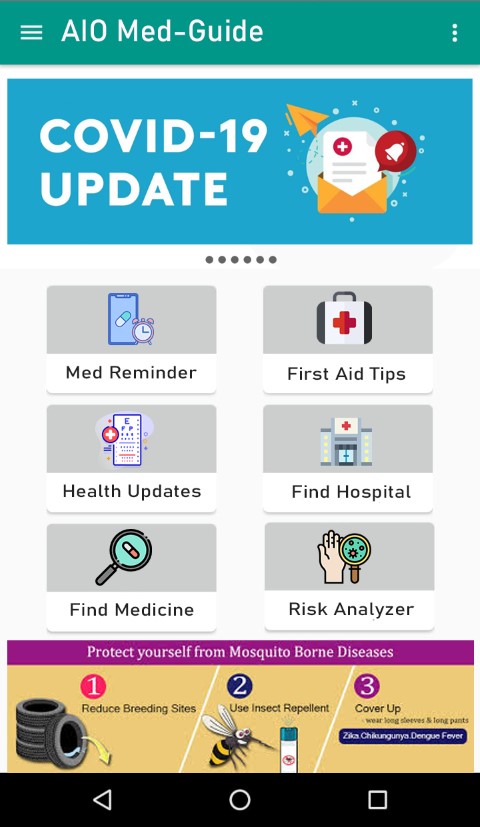 AIO Med-Guide
COVID-19
UPDATE
Med Reminder
First Aid Tips
Health Updates
Find Hospital
Find Medicine
Risk Analyzer
Protect yourself from Mosquito Borne Diseases
1
Reduce Breeding Sites
2
Use Insect Repellent
3
Cover Up
- wear long sleeves & long pants
Zika.Chikungunya.Dengue Fever